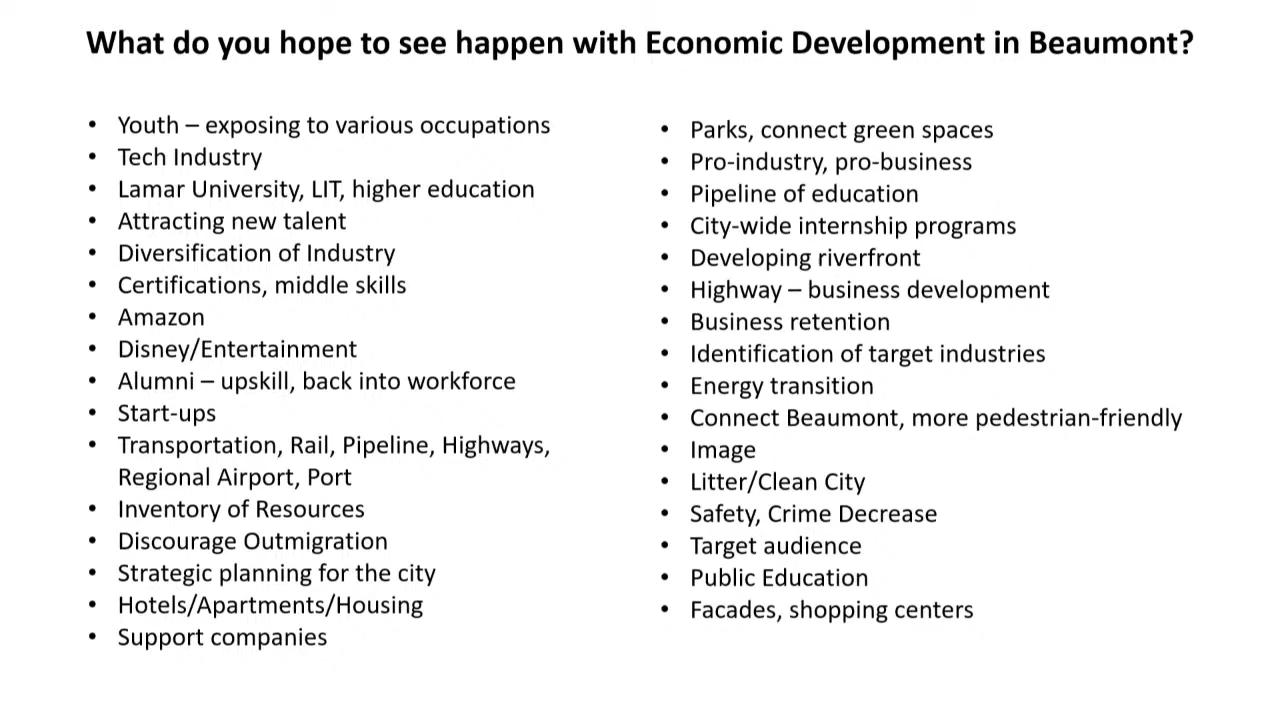 What do you hope to see happen with Economic Development in Beaumont?
• Youth – exposing to various occupations
• Tech Industry
• Lamar University, LIT, higher education
• Attracting new talent
• Diversification of Industry
• Certifications, middle skills
• Amazon
• Disney/Entertainment
• Alumni – upskill, back into workforce
• Start-ups
• Transportation, Rail, Pipeline, Highways,
Regional Airport, Port
• Inventory of Resources
• Discourage Outmigration
• Strategic planning for the city
• Hotels/Apartments/Housing
• Support companies
• Parks, connect green spaces
• Pro-industry, pro-business
• Pipeline of education
• City-wide internship programs
• Developing riverfront
• Highway – business development
• Business retention
• Identification of target industries
• Energy transition
• Connect Beaumont, more pedestrian-friendly
• Image
• Litter/Clean City
• Safety, Crime Decrease
• Target audience
• Public Education
• Facades, shopping centers